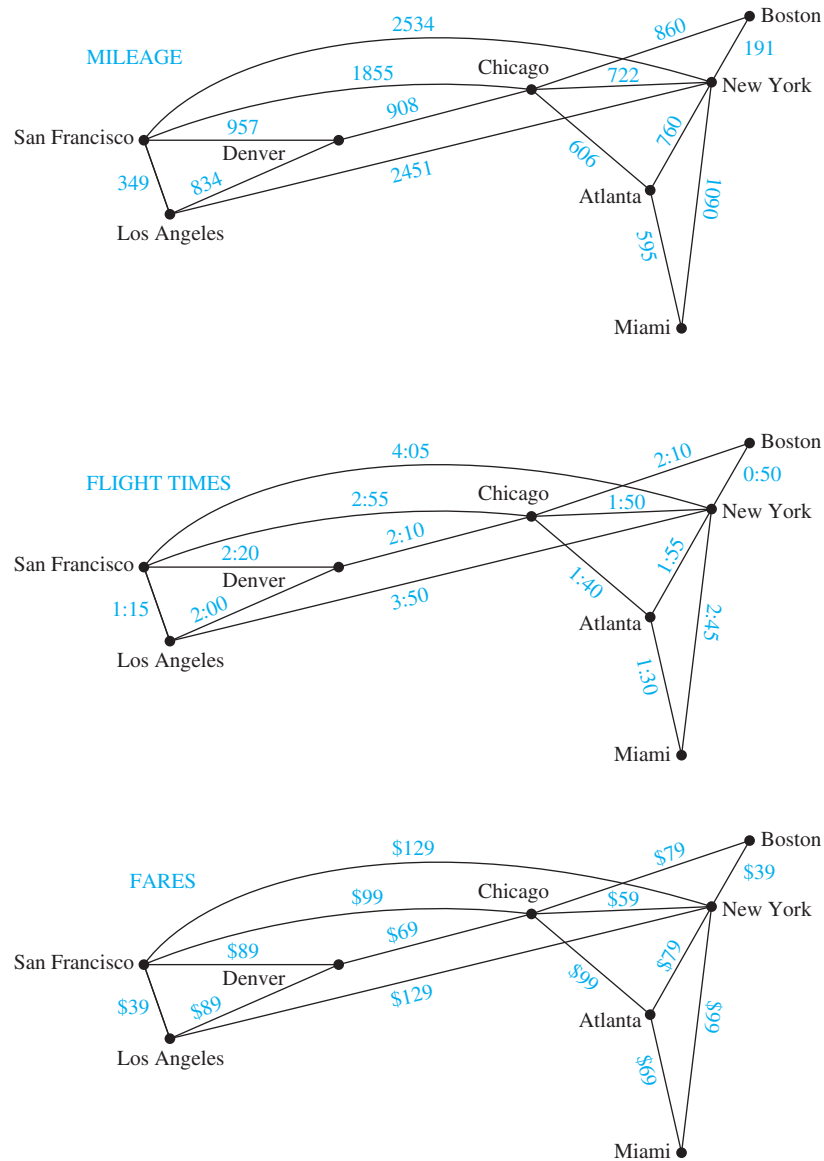 2534
860
Boston
191
MILEAGE
1855
Chicago
722
New York
908
San Francisco
957
Denver
760
606
349
834
2451
Atlanta
1090
Los Angeles
595
Miami
4:05
2:10
Boston
0:50
FLIGHT TIMES
2:55
Chicago
1:50
New York
2:10
San Francisco
2:20
Denver
1:55
1:40
1:15
2:00
3:50
Atlanta
2:45
Los Angeles
1:30
Miami
$129
$79
Boston
$39
FARES
$99
Chicago
$59
New York
$69
San Francisco
$89
Denver
$79
$99
$39
$89
$129
Atlanta
$99
Los Angeles
$69
Miami